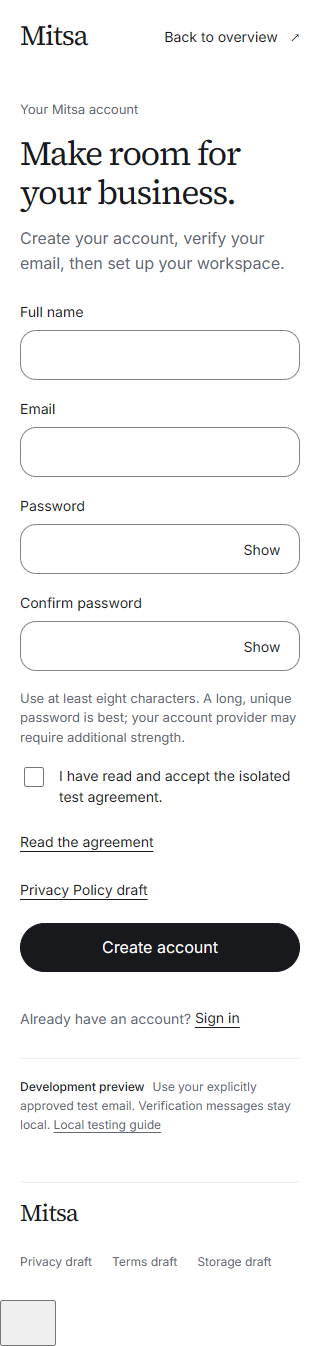 Mitsa
Back to overview ↗
Your Mitsa account
Make room for
your business.
Create your account, verify your
email, then set up your workspace.
Full name
Email
Password
Show
Confirm password
Show
Use at least eight characters. A long, unique
password is best; your account provider may
require additional strength.
I have read and accept the isolated
test agreement.
Read the agreement
Privacy Policy draft
Create account
Already have an account? Sign in
Development preview Use your explicitly
approved test email. Verification messages stay
local. Local testing guide
Mitsa
Privacy draft Terms draft Storage draft